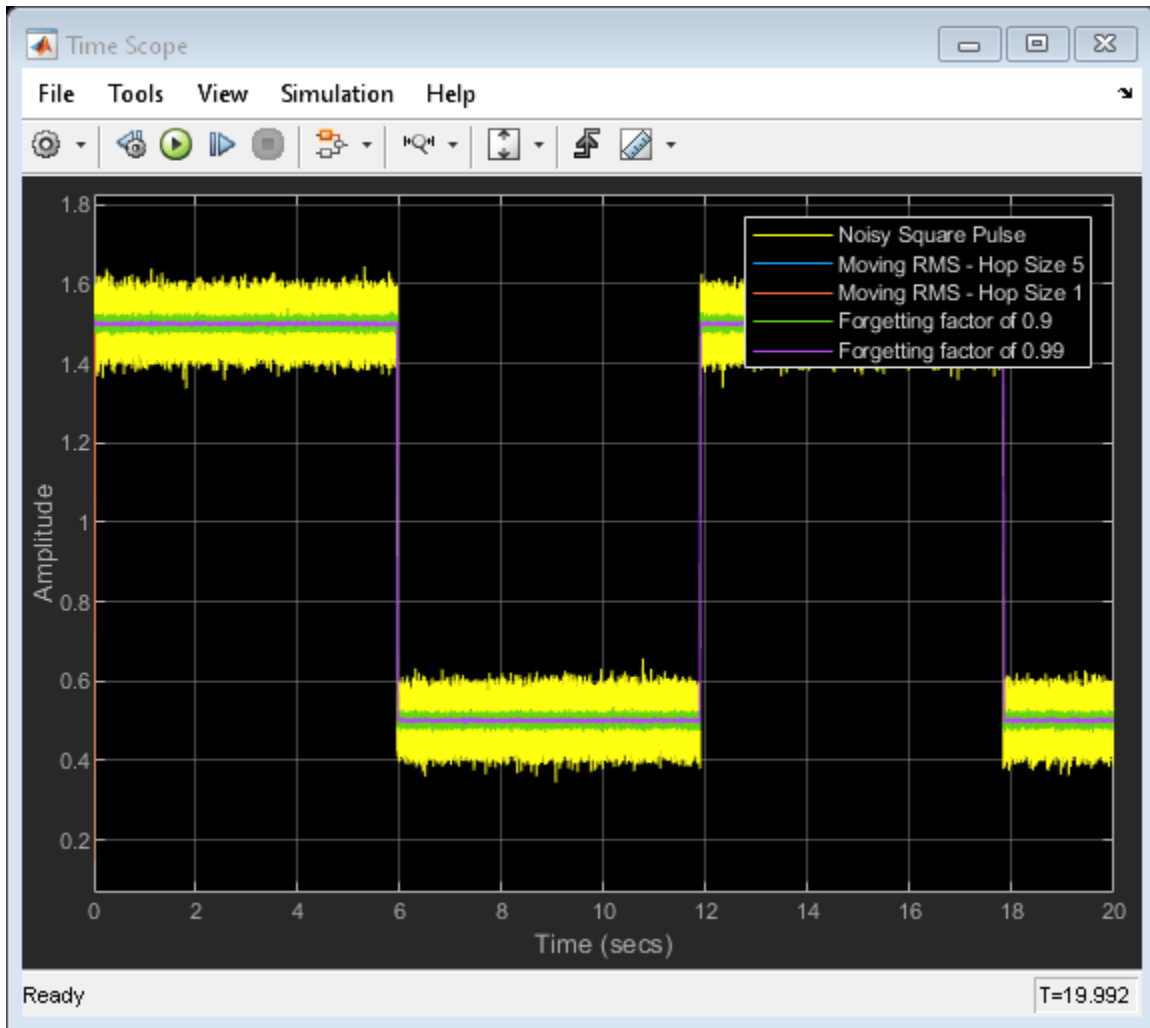 Time Scope
File Tools View Simulation Help
1.8
1.6
1.4
1.2
1
0.8
0.6
0.4
0.2
Amplitude
Noisy Square Pulse
Moving RMS - Hop Size 5
Moving RMS - Hop Size 1
Forgetting factor of 0.9
Forgetting factor of 0.99
0 2 4 6 8 10 12 14 16 18 20
Time (secs)
Ready T=19.992